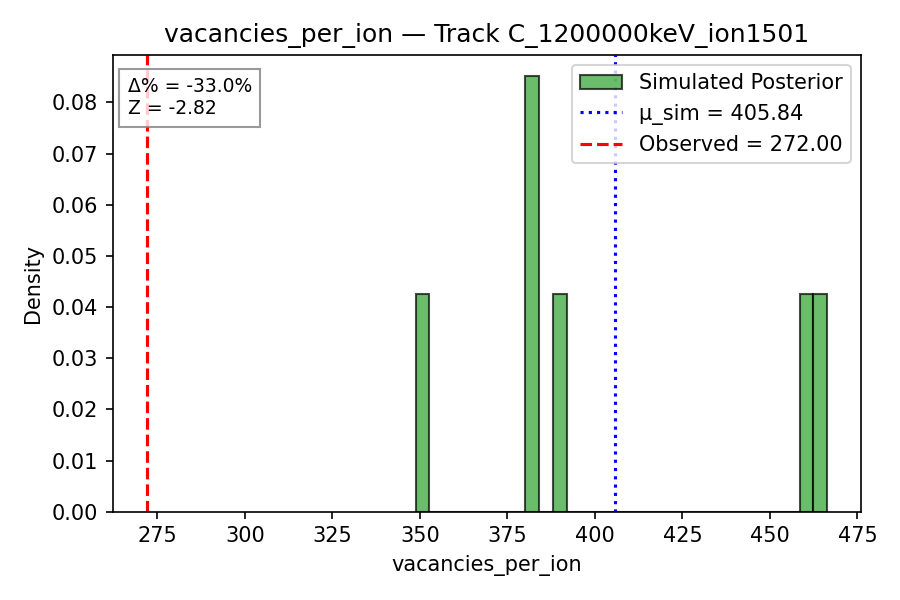 vacancies_per_ion — Track C_1200000keV_ion1501
Δ% = -33.0%
Z = -2.82
Simulated Posterior
μ_sim = 405.84
Observed = 272.00
Density
0.08
0.07
0.06
0.05
0.04
0.03
0.02
0.01
0.00
275 300 325 350 375 400 425 450 475
vacancies_per_ion